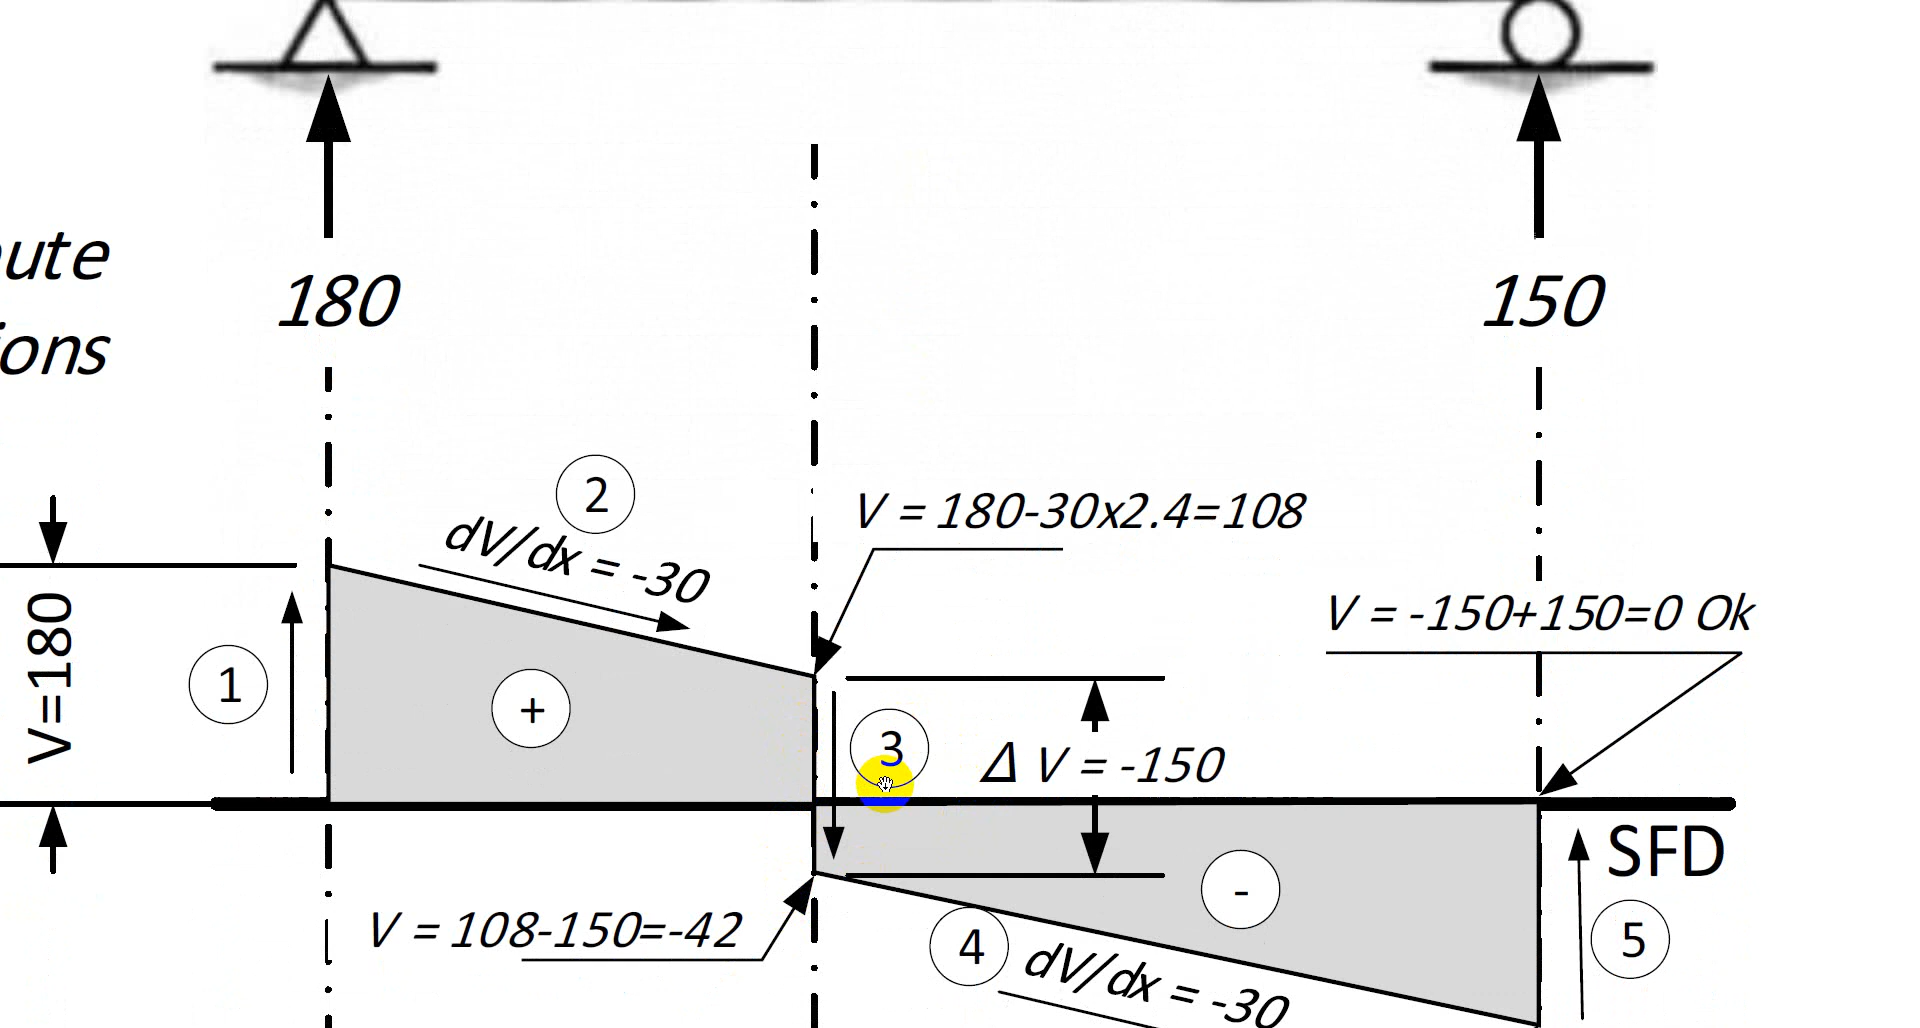 ute
ions
180
150
2
dV/dx = -30
V = 180-30x2.4=108
V = -150+150=0 Ok
V=180
1
+
3
Δ V = -150
SFD
-
V = 108-150=-42
4
dV/dx = -30
5